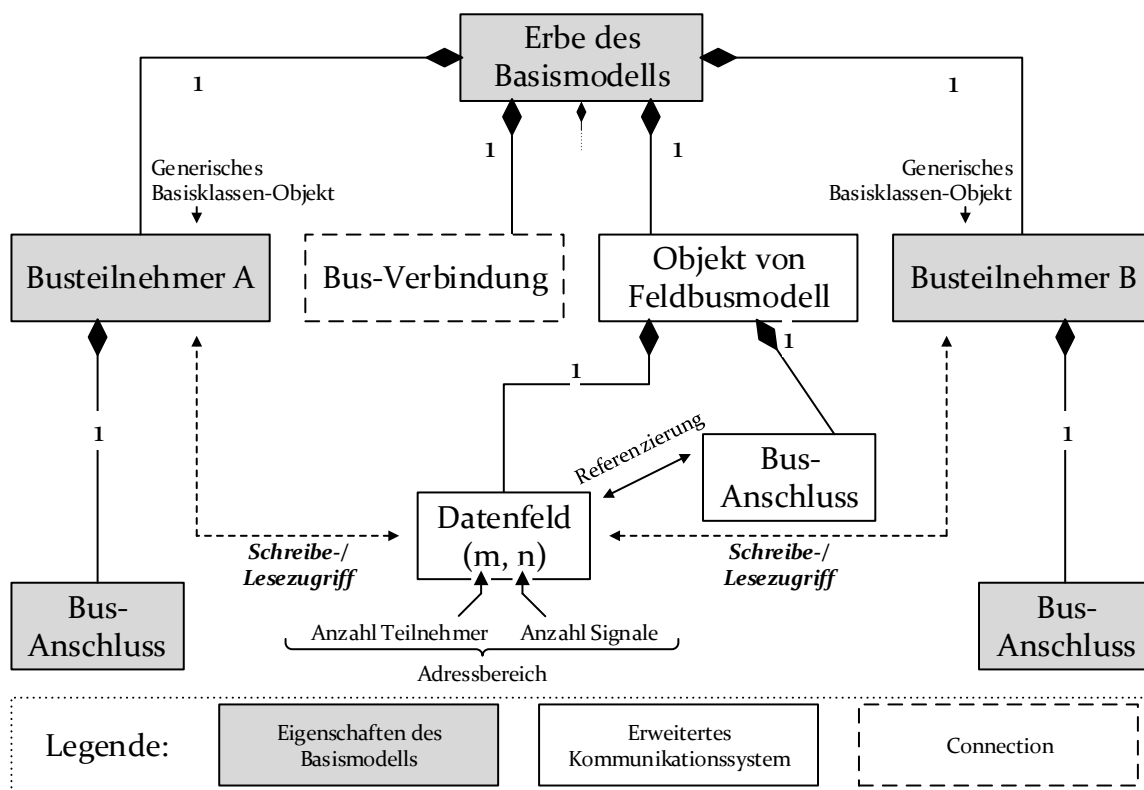 Erbe des
Basismodells
1
1
1
1
Generisches
Basisklassen-Objekt
Generisches
Basisklassen-Objekt
Busteilnehmer A
Bus-Verbindung
Objekt von
Feldbusmodell
Busteilnehmer B
1
1
1
1
Referenzierung
Bus-
Anschluss
Datenfeld
(m, n)
Schreibe-/
Lesezugriff
Schreibe-/
Lesezugriff
Bus-
Anschluss
Anzahl Teilnehmer
Anzahl Signale
Adressbereich
Bus-
Anschluss
Legende:
Eigenschaften des
Basismodells
Erweitertes
Kommunikationssystem
Connection